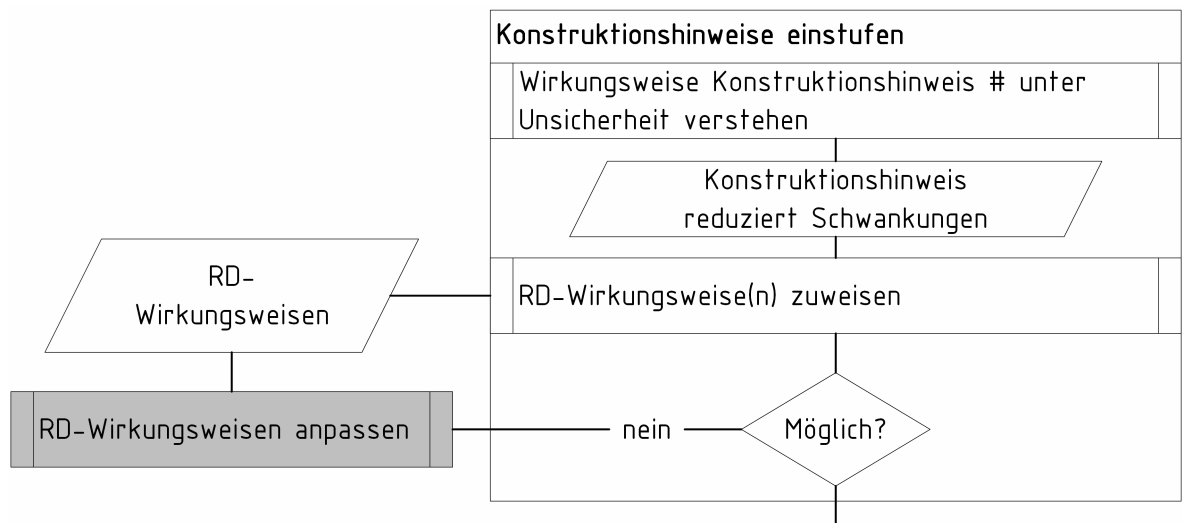 Konstruktionshinweise einstufen
Wirkungsweise Konstruktionshinweis # unter
Unsicherheit verstehen
Konstruktionshinweis
reduziert Schwankungen
RD-
Wirkungsweisen
RD-Wirkungsweise(n) zuweisen
RD-Wirkungsweisen anpassen
nein
Möglich?